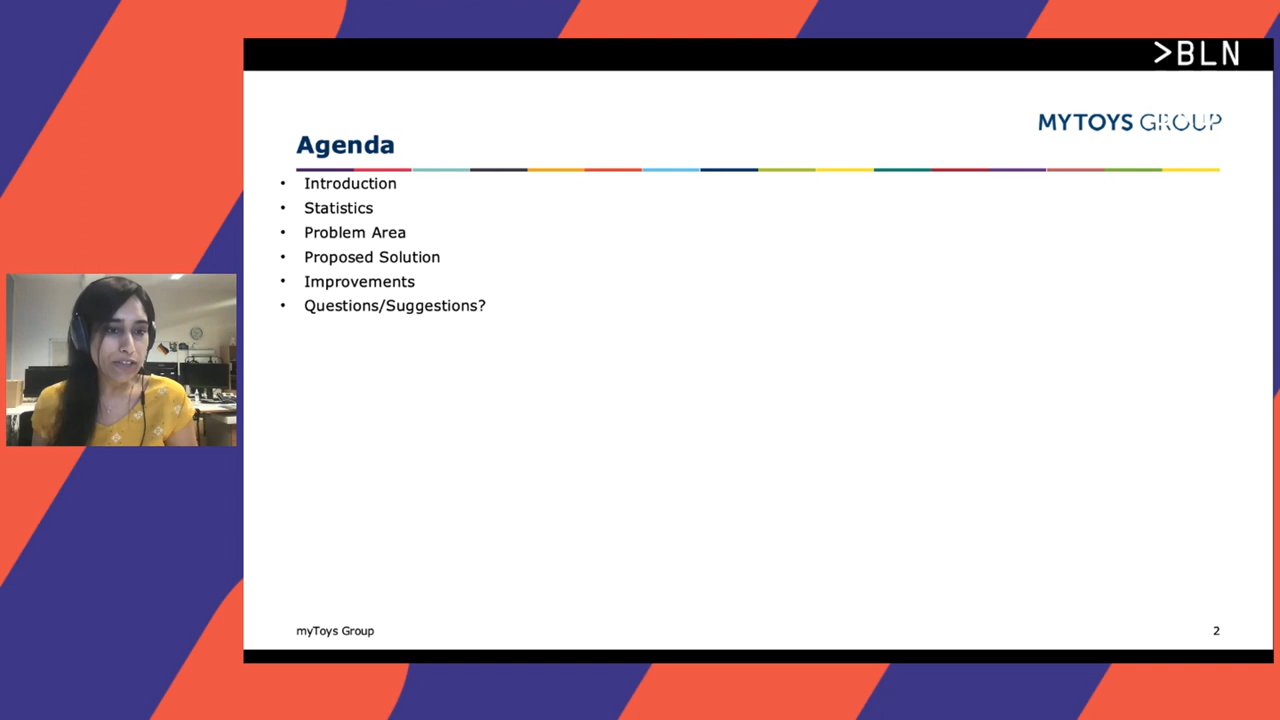 >BLN
MYTOYS GROUP
Agenda
• Introduction
• Statistics
• Problem Area
• Proposed Solution
• Improvements
• Questions/Suggestions?
myToys Group
2